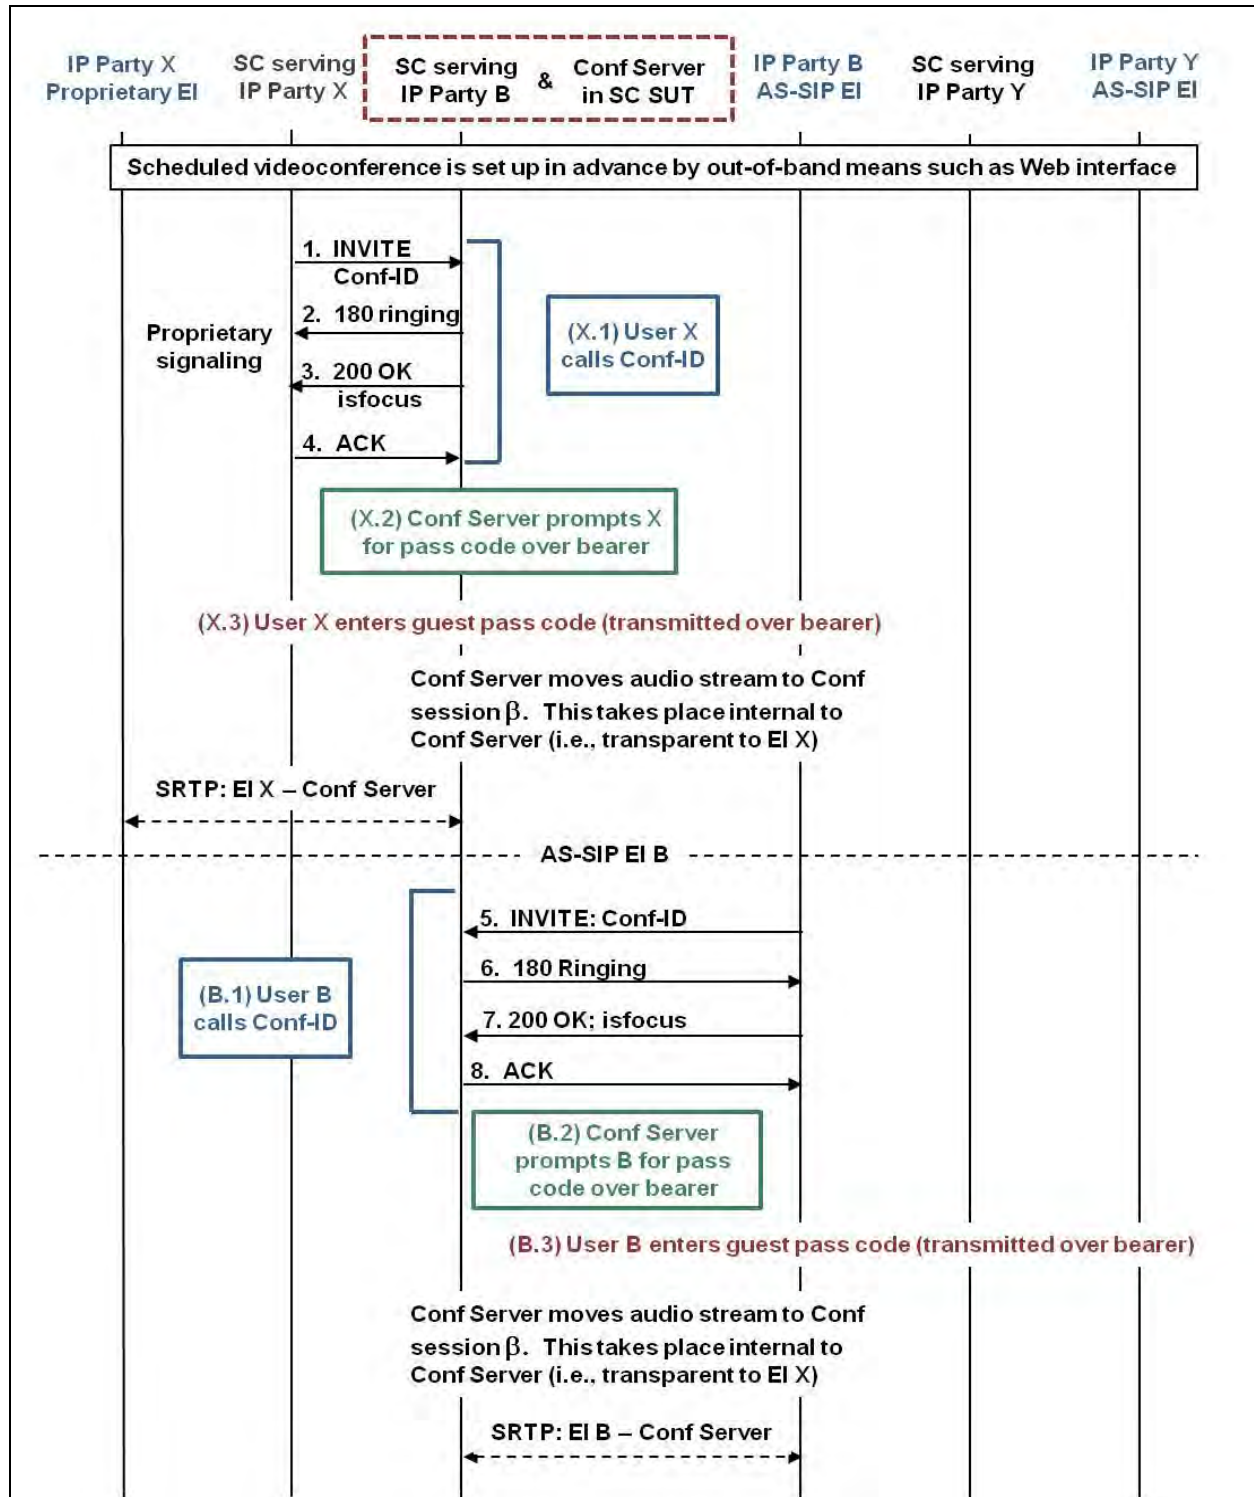 IP Party X
Proprietary EI
SC serving
IP Party X
SC serving
IP Party B
&
Conf Server
in SC SUT
IP Party B
AS-SIP EI
SC serving
IP Party Y
IP Party Y
AS-SIP EI
Scheduled videoconference is set up in advance by out-of-band means such as Web interface
1. INVITE
Conf-ID
2. 180 ringing
Proprietary
signaling
(X.1) User X
calls Conf-ID
3. 200 OK
isfocus
4. ACK
(X.2) Conf Server prompts X
for pass code over bearer
(X.3) User X enters guest pass code (transmitted over bearer)
Conf Server moves audio stream to Conf
session β. This takes place internal to
Conf Server (i.e., transparent to EI X)
SRTP: EI X – Conf Server
AS-SIP EI B
5. INVITE: Conf-ID
6. 180 Ringing
(B.1) User B
calls Conf-ID
7. 200 OK; isfocus
8. ACK
(B.2) Conf Server
prompts B for pass
code over bearer
(B.3) User B enters guest pass code (transmitted over bearer)
Conf Server moves audio stream to Conf
session β. This takes place internal to
Conf Server (i.e., transparent to EI X)
SRTP: EI B – Conf Server